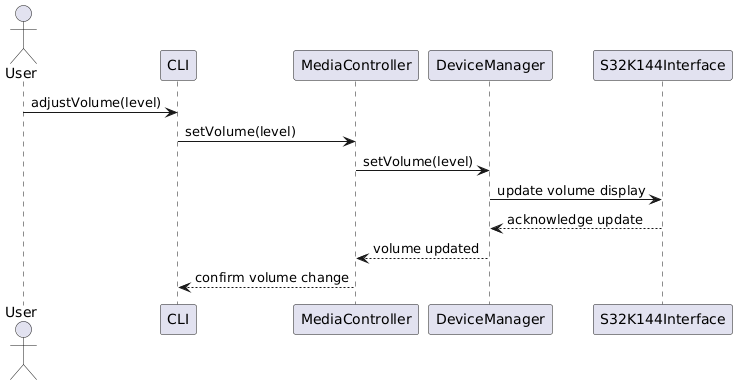 User
CLI
MediaController
DeviceManager
S32K144Interface
adjustVolume(level)
setVolume(level)
setVolume(level)
update volume display
acknowledge update
volume updated
confirm volume change
User
CLI
MediaController
DeviceManager
S32K144Interface